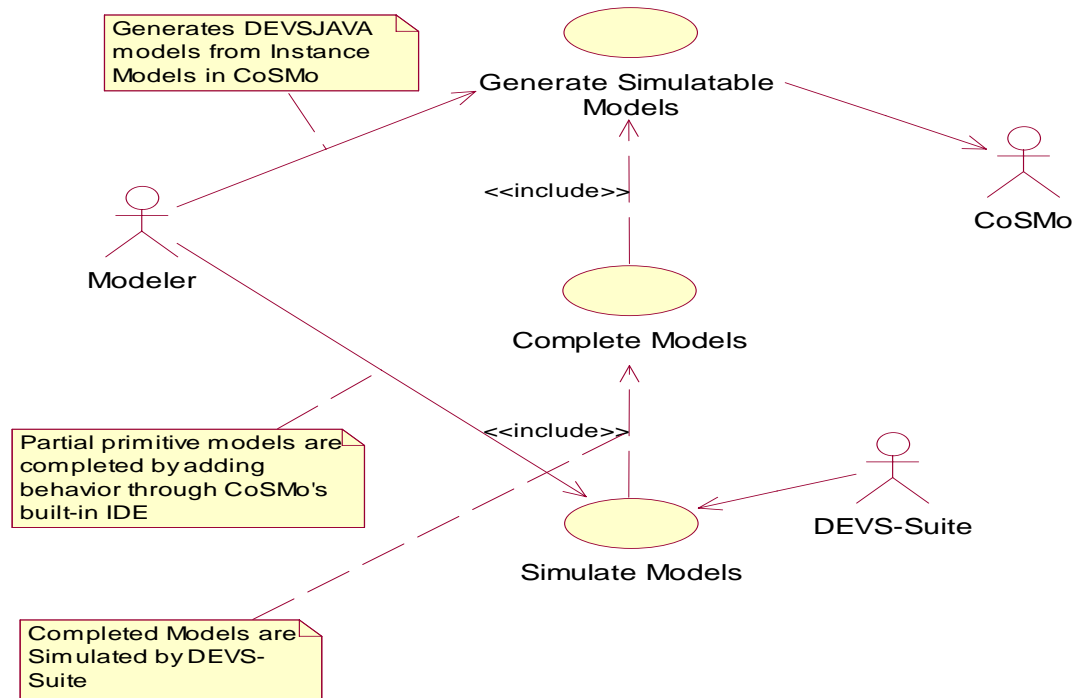 Generates DEVSJAVA
models from Instance
Models in CoSMo
Generate Simulatable
Models
<<include>>
CoSMo
Modeler
Complete Models
<<include>>
Partial primitive models are
completed by adding
behavior through CoSMo's
built-in IDE
DEVS-Suite
Simulate Models
Completed Models are
Simulated by DEVS-
Suite